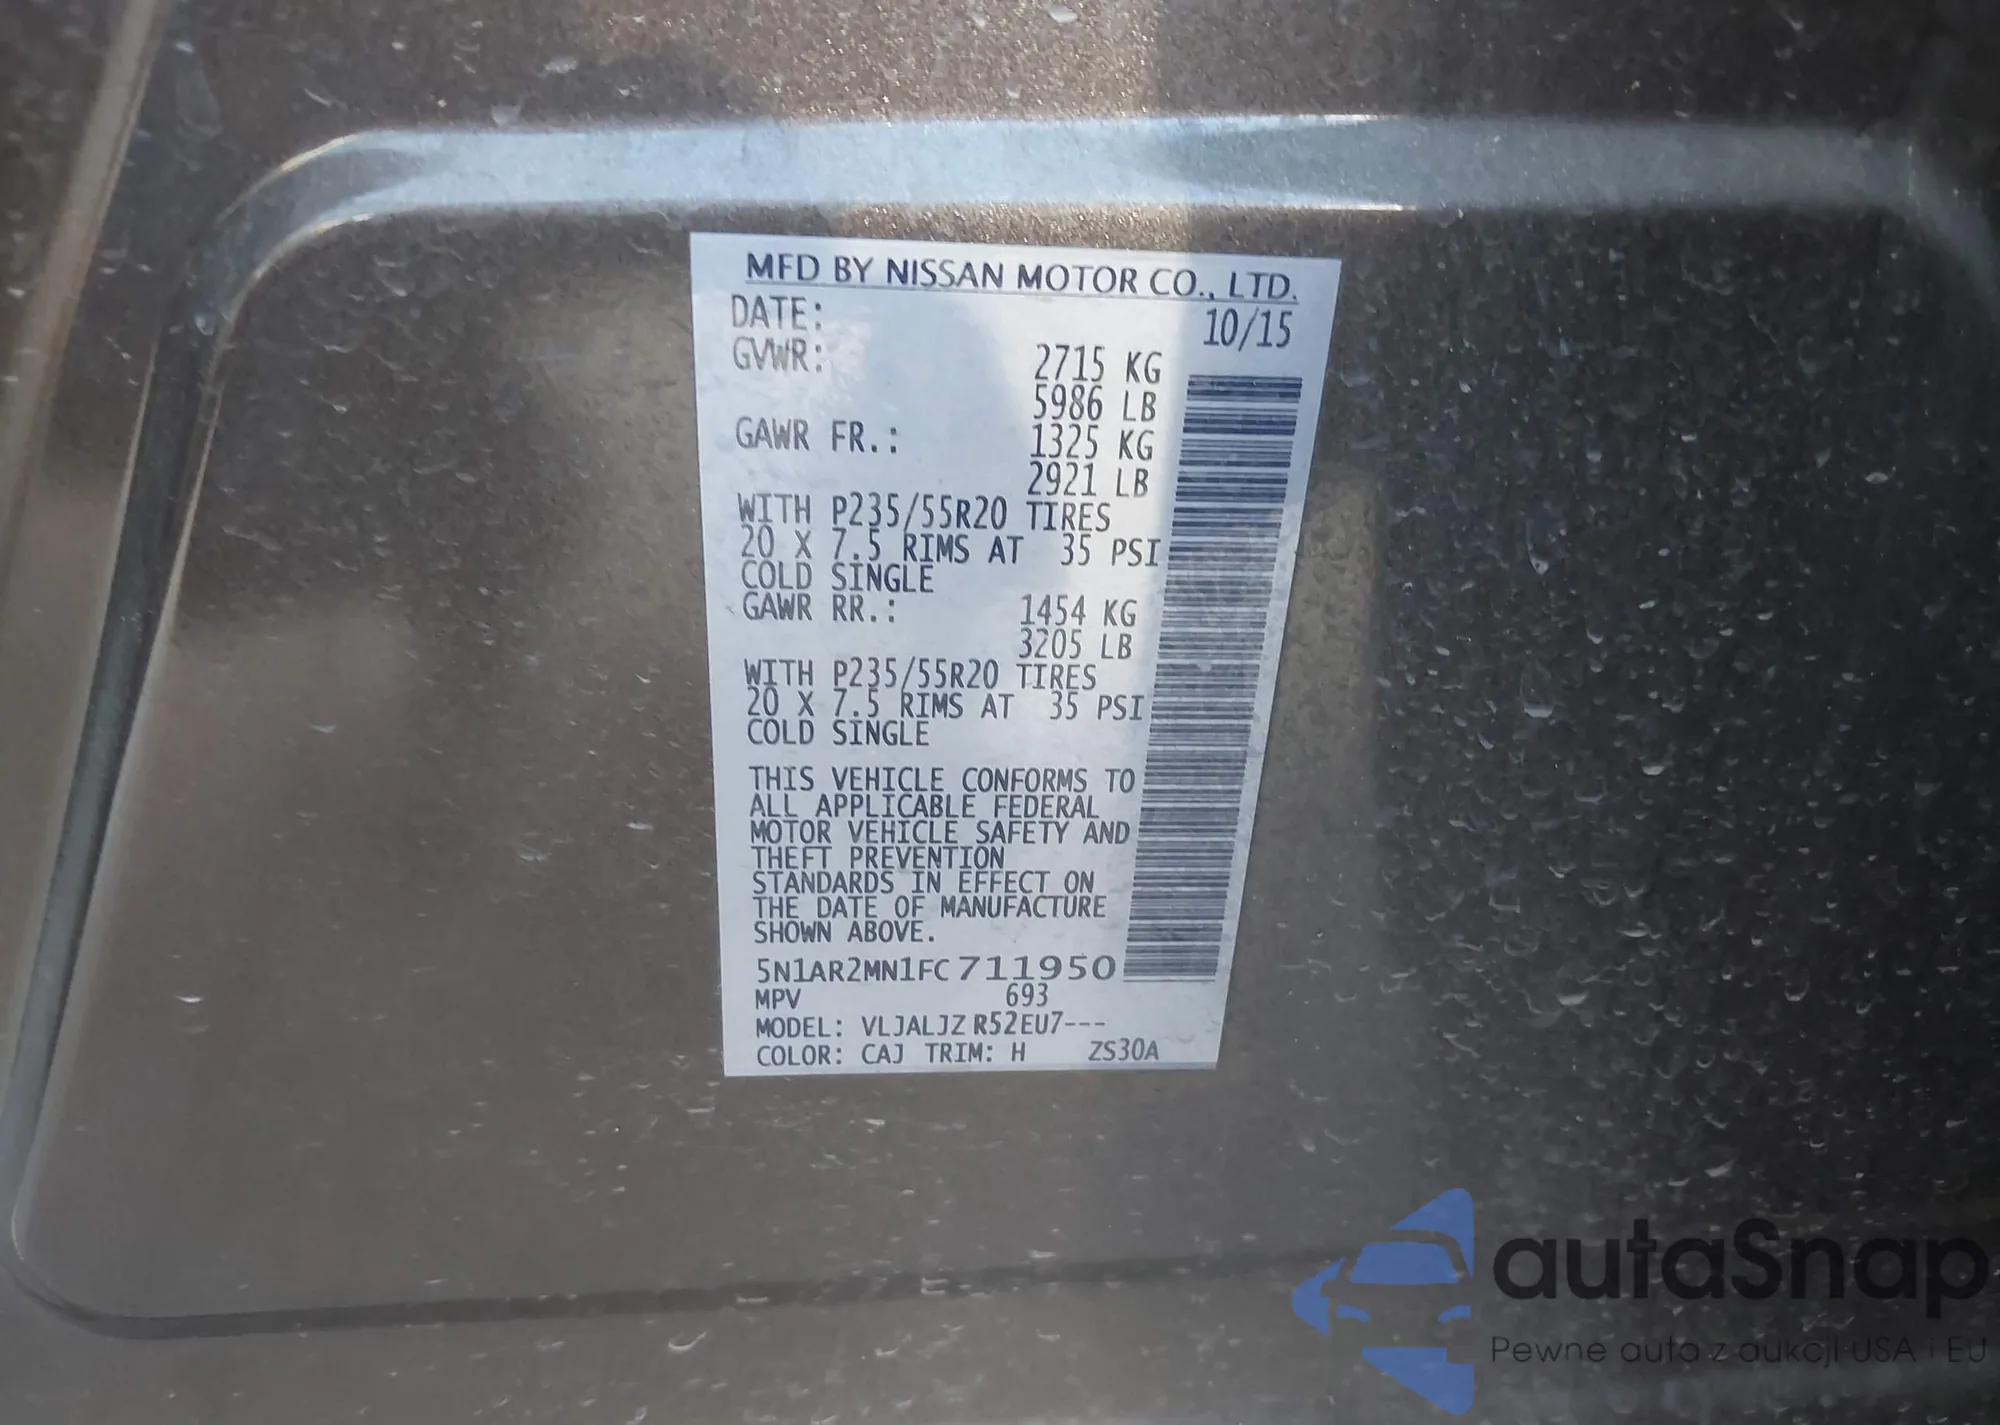 MFD BY NISSAN MOTOR CO., LTD.
DATE: 10/15
GVWR: 2715 KG
5986 LB
GAWR FR.: 1325 KG
2921 LB
WITH P235/55R20 TIRES
20 X 7.5 RIMS AT 35 PSI
COLD SINGLE
GAWR RR.: 1454 KG
3205 LB
WITH P235/55R20 TIRES
20 X 7.5 RIMS AT 35 PSI
COLD SINGLE
THIS VEHICLE CONFORMS TO
ALL APPLICABLE FEDERAL
MOTOR VEHICLE SAFETY AND
THEFT PREVENTION
STANDARDS IN EFFECT ON
THE DATE OF MANUFACTURE
SHOWN ABOVE.
5N1AR2MN1FC711950
MPV 693
MODEL: VLJALJZ R52EU7---
COLOR: CAJ TRIM: H ZS30A
autaSnap
Pewne auta z aukcji USA i EU